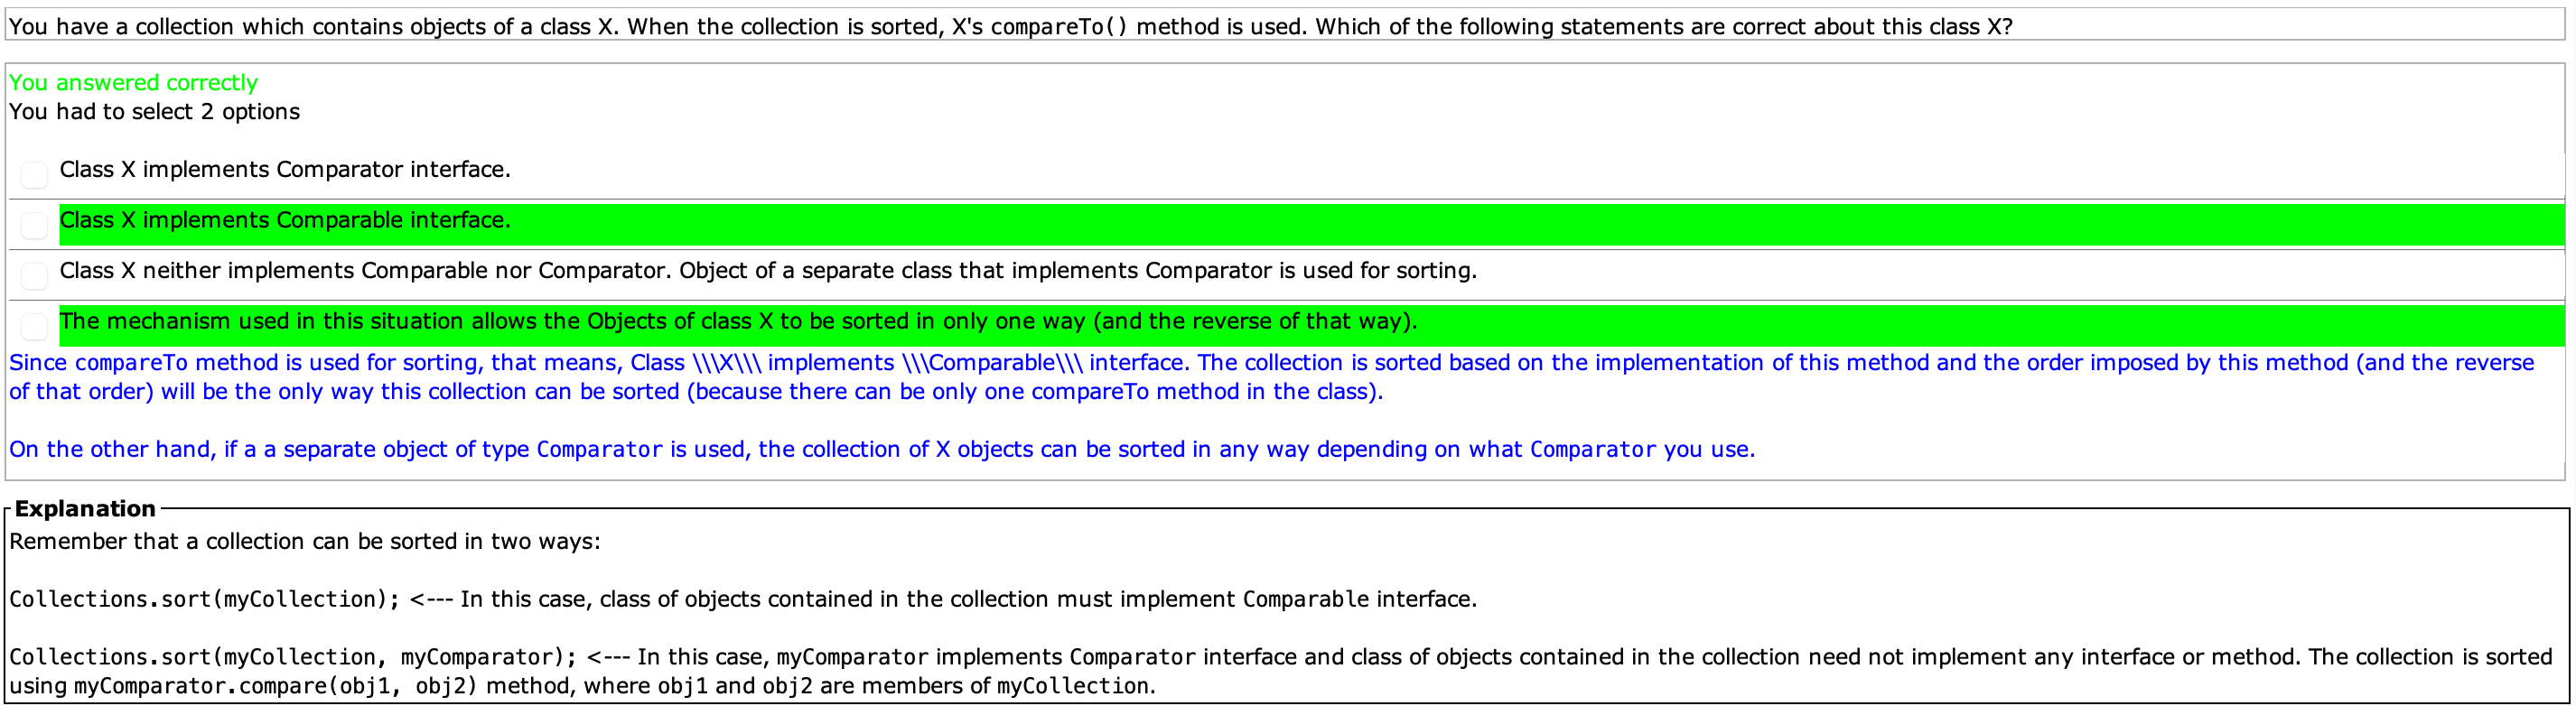 You have a collection which contains objects of a class X. When the collection is sorted, X's compareTo() method is used. Which of the following statements are correct about this class X?
You answered correctly
You had to select 2 options
Class X implements Comparator interface.
Class X implements Comparable interface.
Class X neither implements Comparable nor Comparator. Object of a separate class that implements Comparator is used for sorting.
The mechanism used in this situation allows the Objects of class X to be sorted in only one way (and the reverse of that way).
Since compareTo method is used for sorting, that means, Class \\\X\\\ implements \\\Comparable\\\ interface. The collection is sorted based on the implementation of this method and the order imposed by this method (and the reverse
of that order) will be the only way this collection can be sorted (because there can be only one compareTo method in the class).
On the other hand, if a a separate object of type Comparator is used, the collection of X objects can be sorted in any way depending on what Comparator you use.
Explanation
Remember that a collection can be sorted in two ways:
Collections.sort(myCollection); <--- In this case, class of objects contained in the collection must implement Comparable interface.
Collections.sort(myCollection, myComparator); <--- In this case, myComparator implements Comparator interface and class of objects contained in the collection need not implement any interface or method. The collection is sorted
using myComparator.compare(obj1, obj2) method, where obj1 and obj2 are members of myCollection.